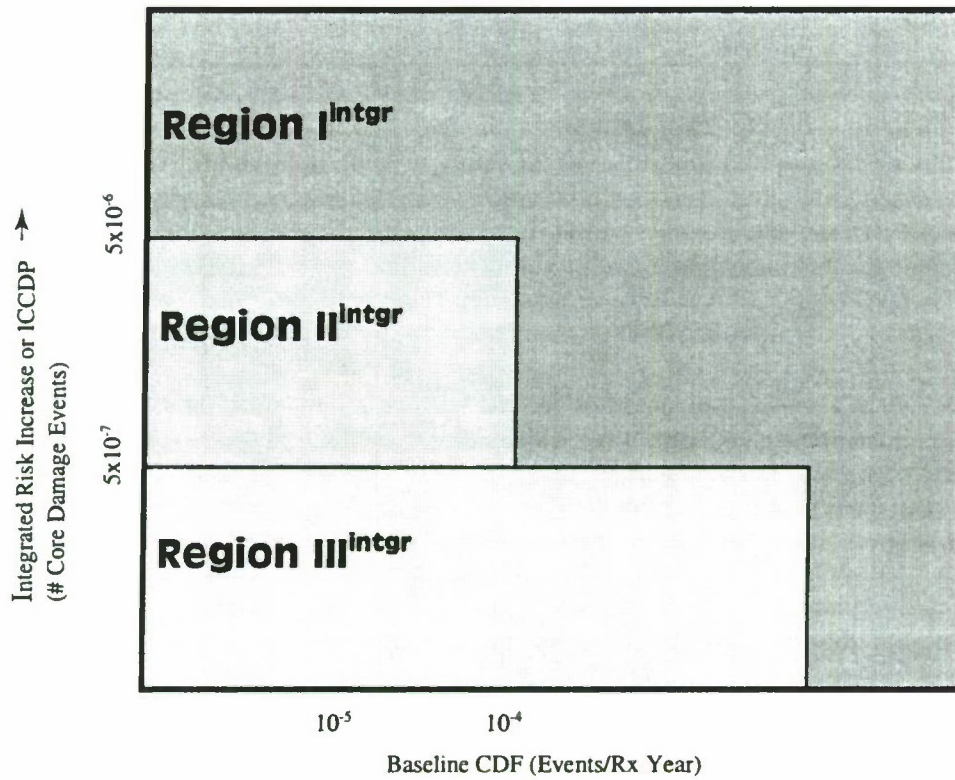 Region I^intgr
5x10^-6
Integrated Risk Increase or ICCDP →
(# Core Damage Events)
Region II^intgr
5x10^-7
Region III^intgr
10^-5 10^-4
Baseline CDF (Events/Rx Year)